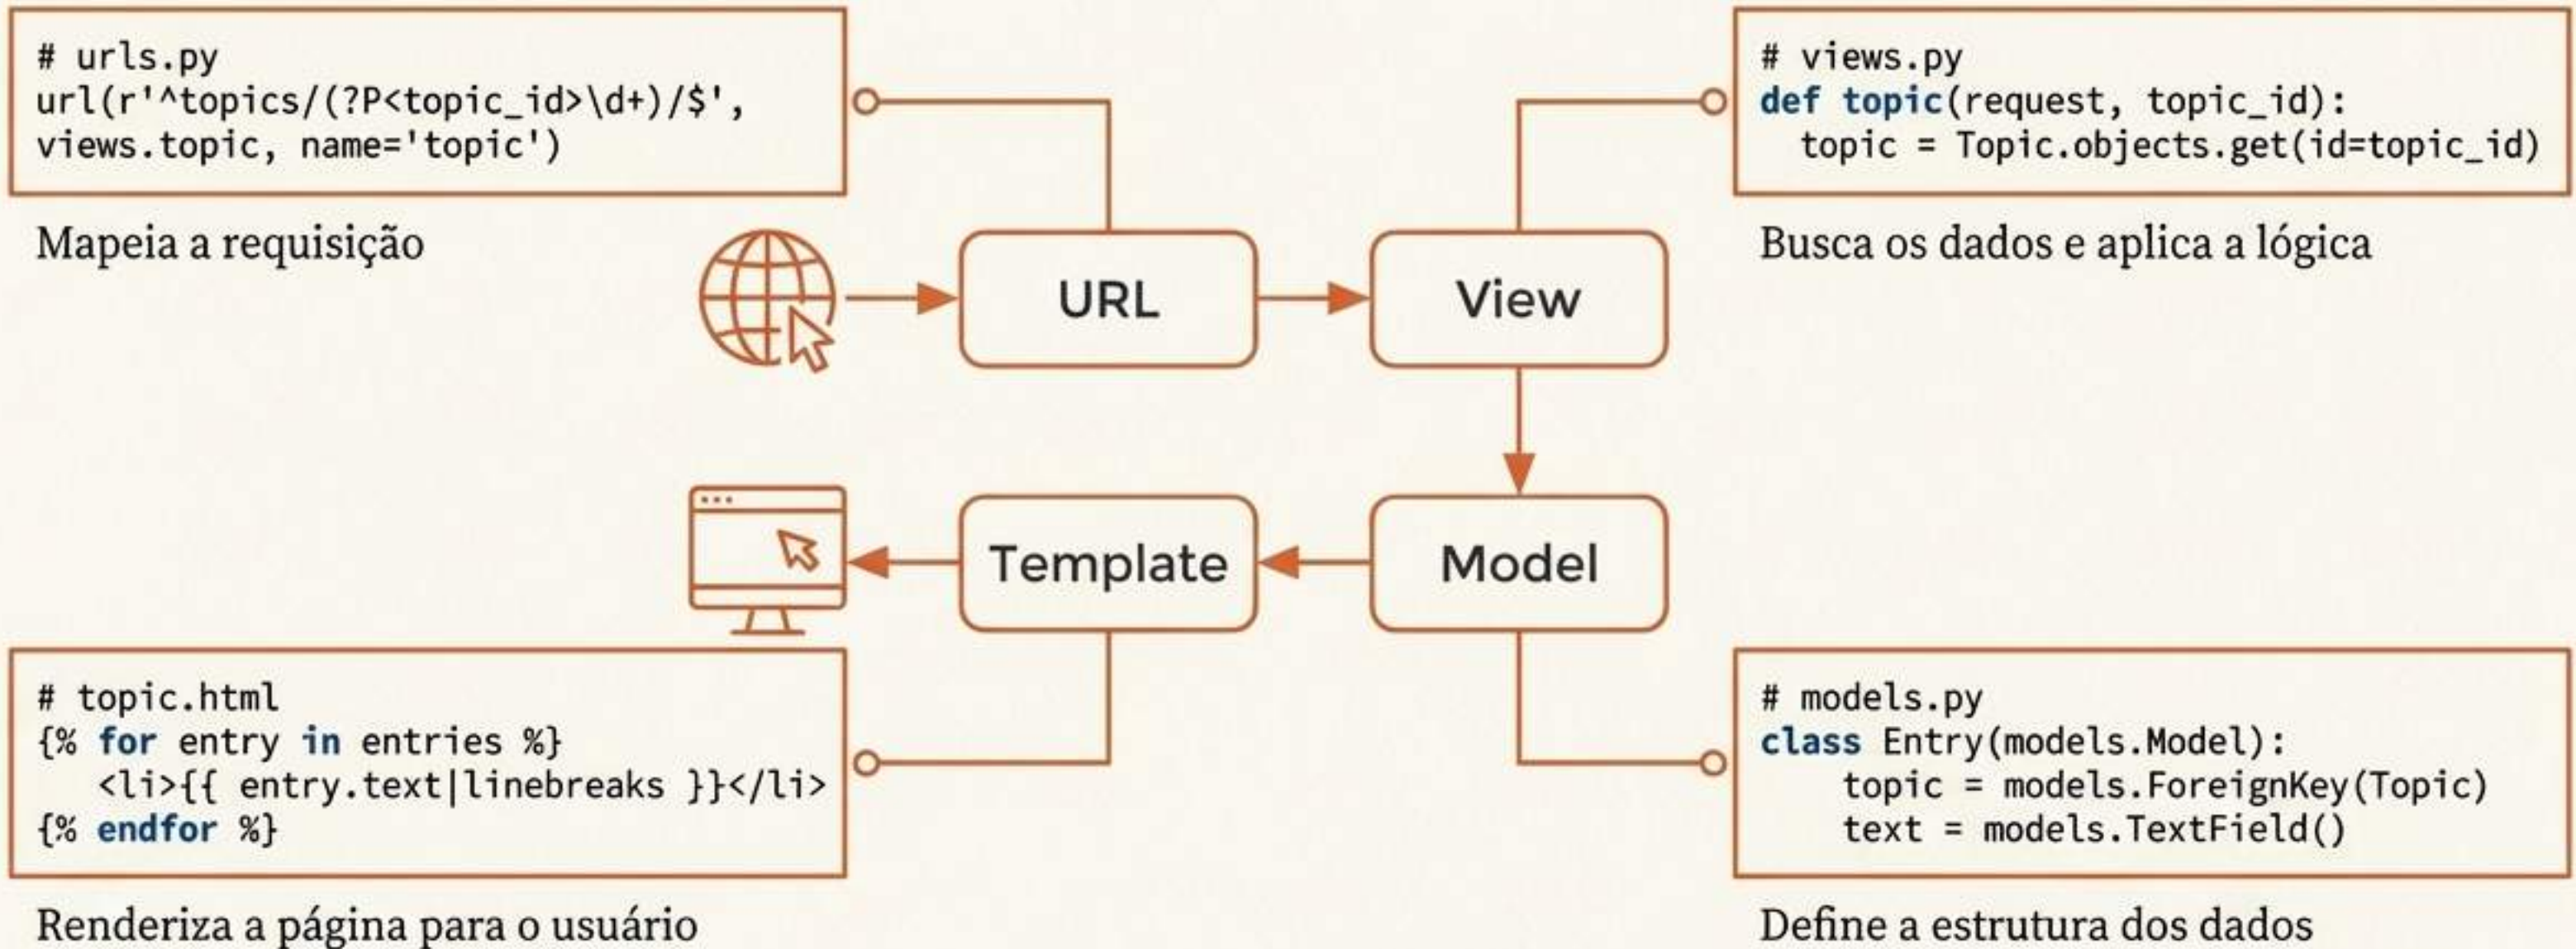 # urls.py
url(r'^topics/(?P<topic_id>\d+)/$',
views.topic, name='topic')
Mapeia a requisição
# views.py
def topic(request, topic_id):
  topic = Topic.objects.get(id=topic_id)
Busca os dados e aplica a lógica
URL
View
Template
Model
# topic.html
{% for entry in entries %}
   <li>{{ entry.text|linebreaks }}</li>
{% endfor %}
Renderiza a página para o usuário
# models.py
class Entry(models.Model):
    topic = models.ForeignKey(Topic)
    text = models.TextField()
Define a estrutura dos dados